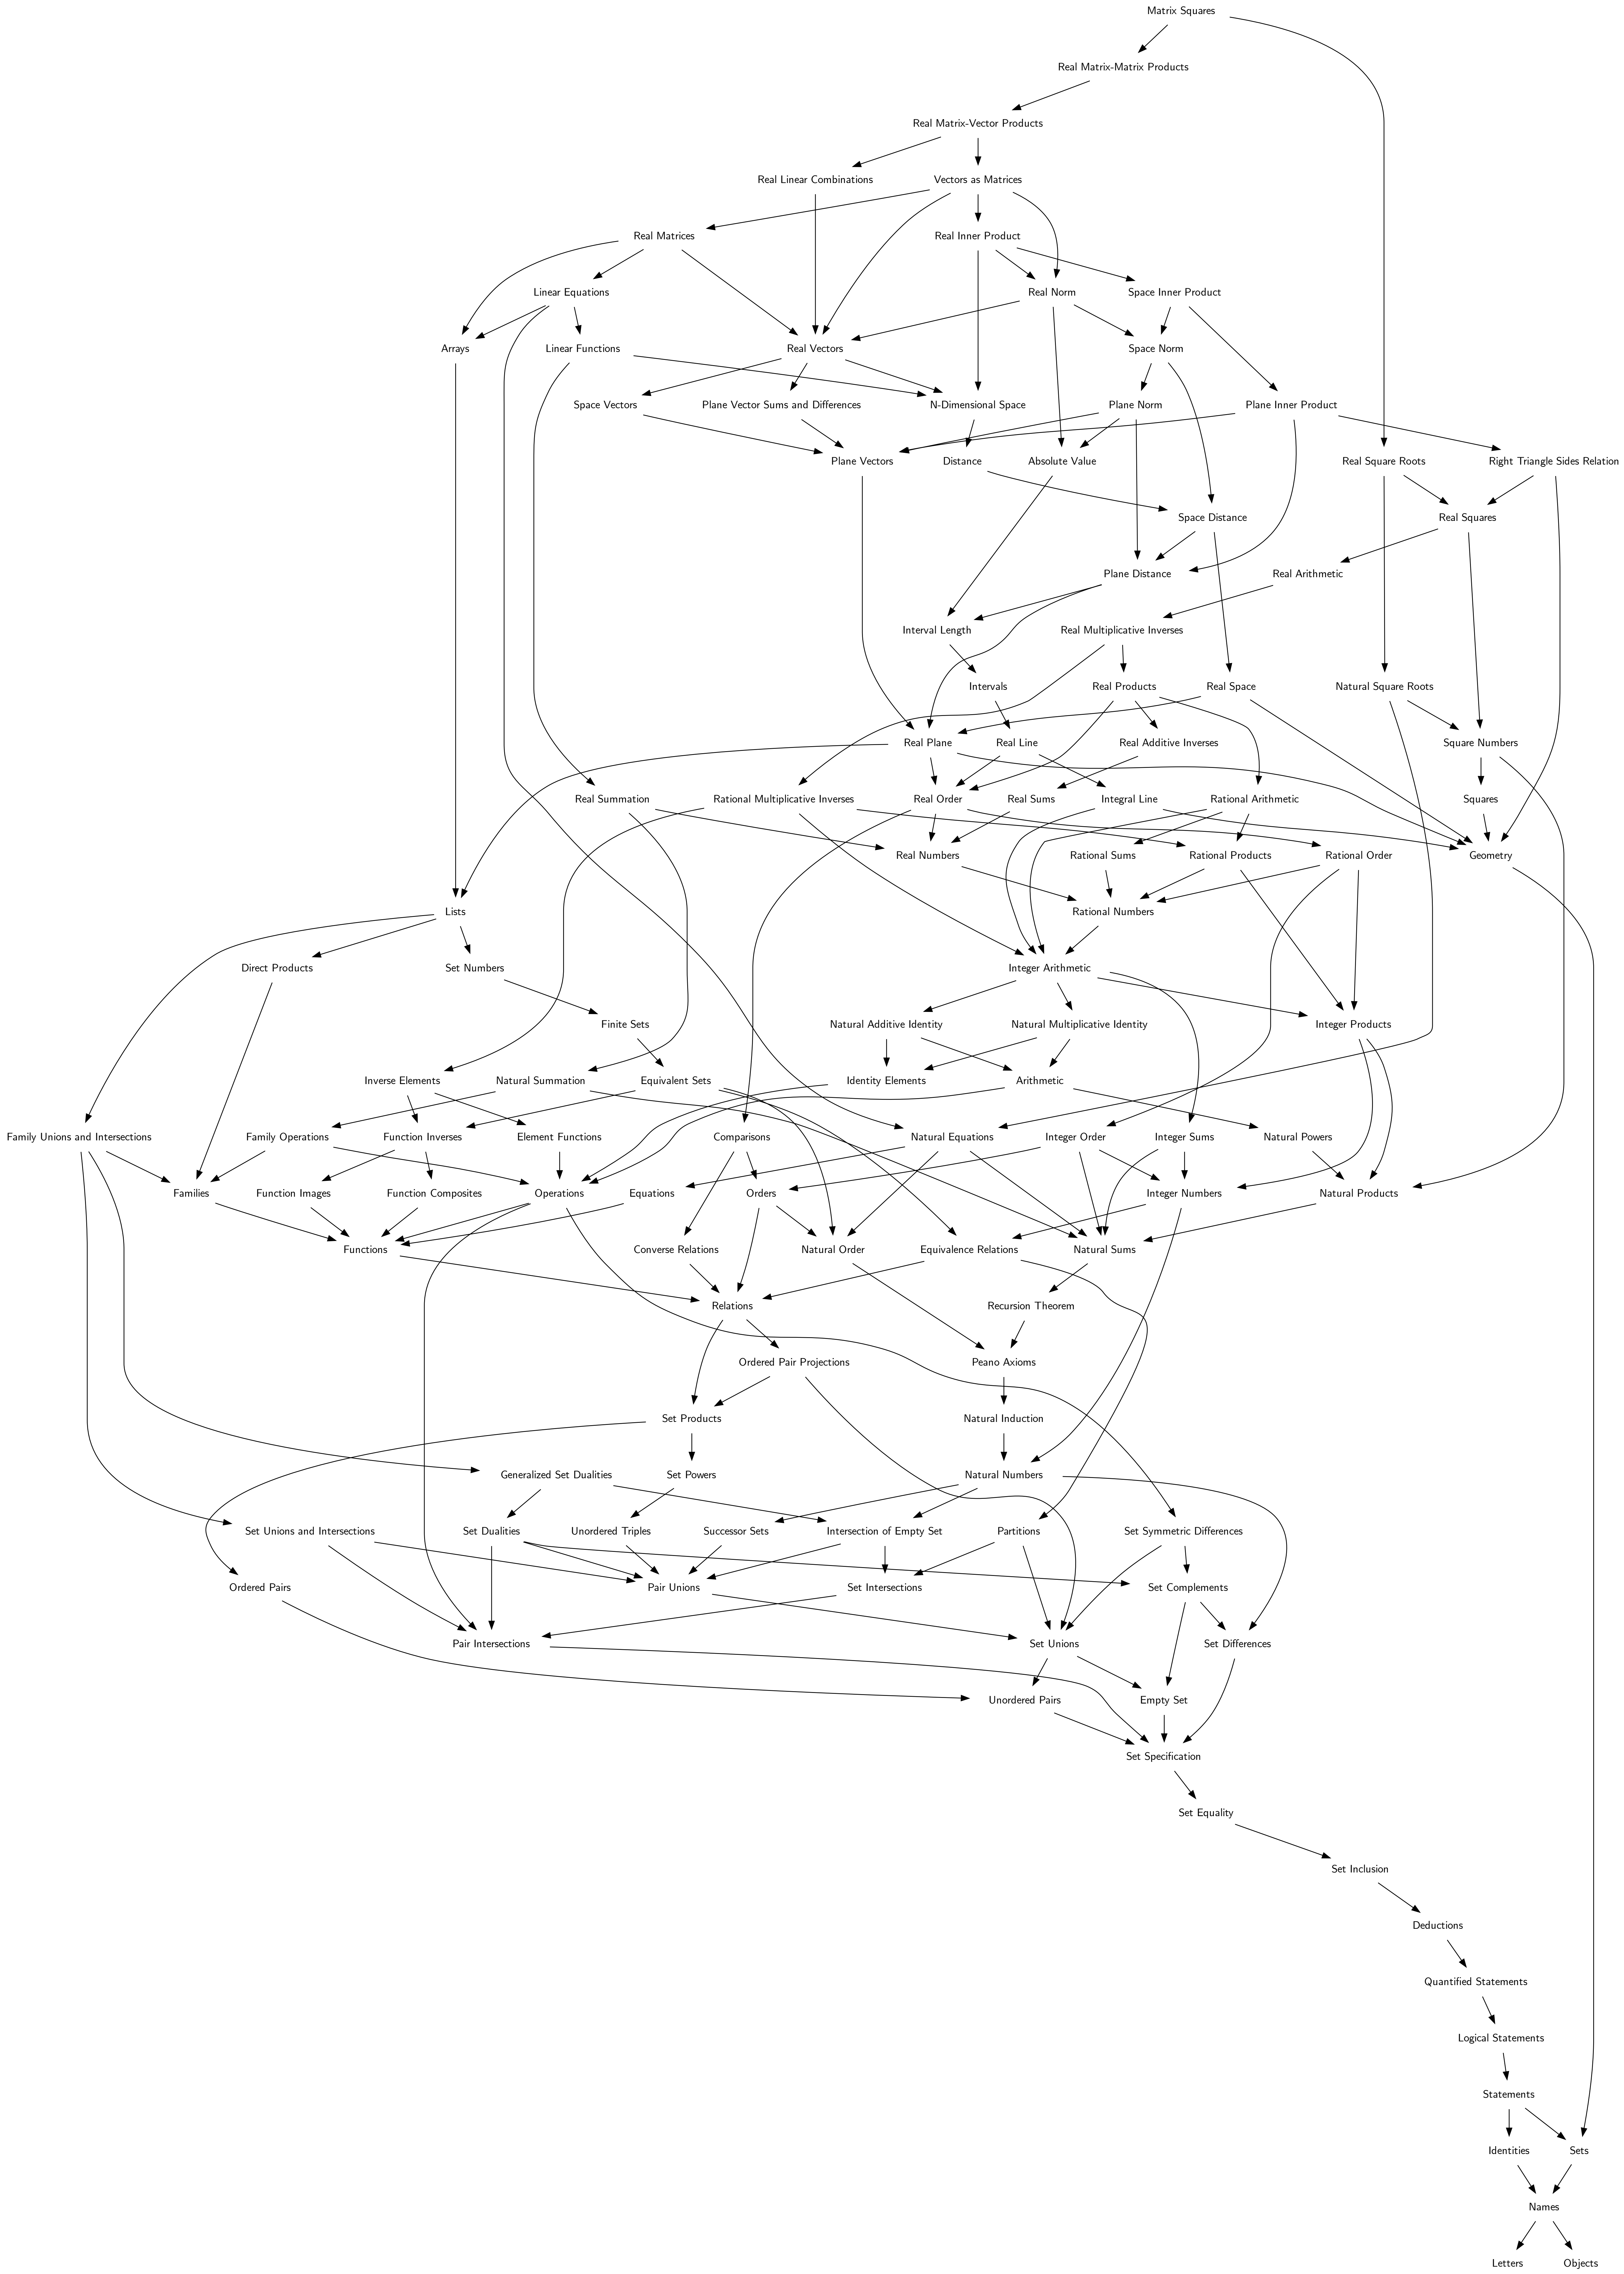 Matrix Squares
Real Matrix-Matrix Products
Real Matrix-Vector Products
Real Linear Combinations
Vectors as Matrices
Real Matrices
Real Inner Product
Linear Equations
Real Norm
Space Inner Product
Arrays
Linear Functions
Real Vectors
Space Norm
Space Vectors
Plane Vector Sums and Differences
N-Dimensional Space
Plane Norm
Plane Inner Product
Plane Vectors
Distance
Absolute Value
Real Square Roots
Right Triangle Sides Relation
Space Distance
Real Squares
Plane Distance
Real Arithmetic
Interval Length
Real Multiplicative Inverses
Intervals
Real Products
Real Space
Natural Square Roots
Real Plane
Real Line
Real Additive Inverses
Square Numbers
Real Summation
Rational Multiplicative Inverses
Real Order
Real Sums
Integral Line
Rational Arithmetic
Squares
Real Numbers
Rational Sums
Rational Products
Rational Order
Geometry
Lists
Rational Numbers
Direct Products
Set Numbers
Integer Arithmetic
Finite Sets
Natural Additive Identity
Natural Multiplicative Identity
Integer Products
Inverse Elements
Natural Summation
Equivalent Sets
Identity Elements
Arithmetic
Family Unions and Intersections
Family Operations
Function Inverses
Element Functions
Comparisons
Natural Equations
Integer Order
Integer Sums
Natural Powers
Families
Function Images
Function Composites
Operations
Equations
Orders
Integer Numbers
Natural Products
Functions
Converse Relations
Natural Order
Equivalence Relations
Natural Sums
Relations
Recursion Theorem
Ordered Pair Projections
Peano Axioms
Set Products
Natural Induction
Generalized Set Dualities
Set Powers
Natural Numbers
Set Unions and Intersections
Set Dualities
Unordered Triples
Successor Sets
Intersection of Empty Set
Partitions
Set Symmetric Differences
Ordered Pairs
Pair Unions
Set Intersections
Set Complements
Pair Intersections
Set Unions
Set Differences
Unordered Pairs
Empty Set
Set Specification
Set Equality
Set Inclusion
Deductions
Quantified Statements
Logical Statements
Statements
Identities
Sets
Names
Letters
Objects